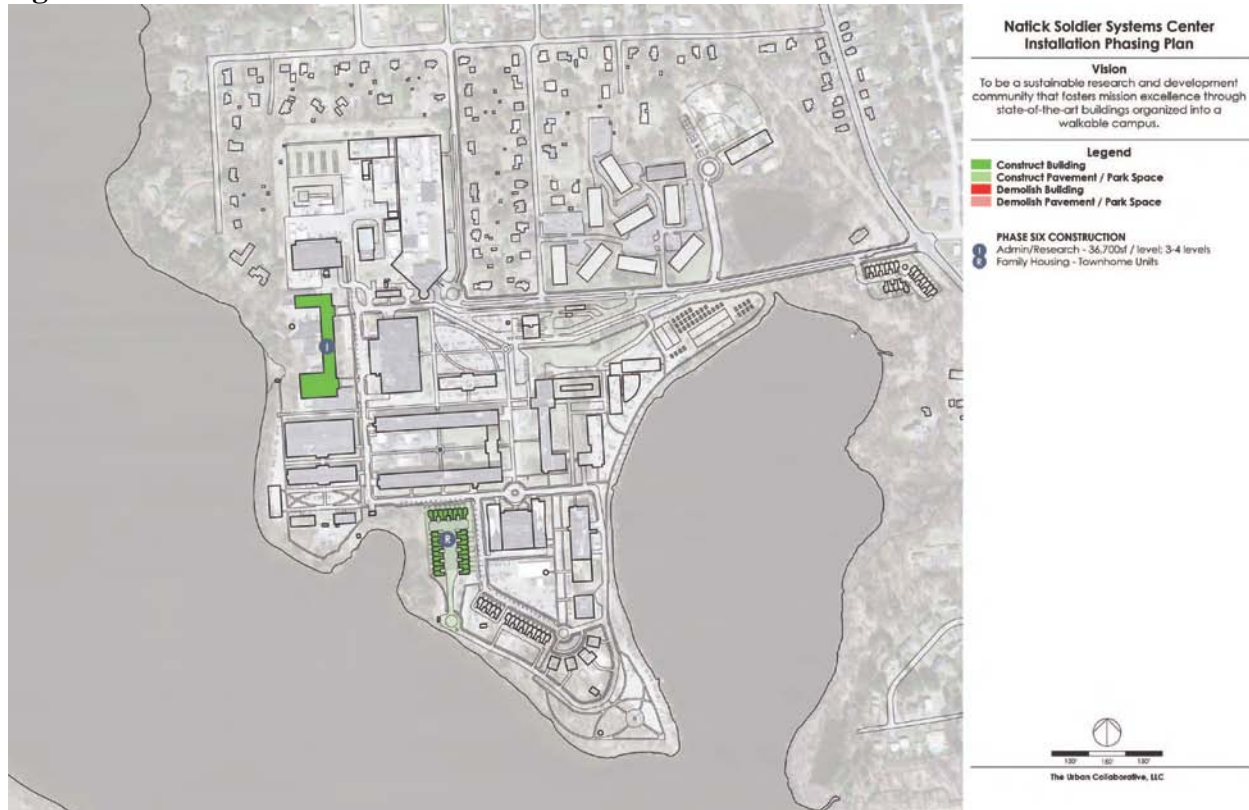 Natick Soldier Systems Center
Installation Phasing Plan
Vision
To be a sustainable research and development
community that fosters mission excellence through
state-of-the-art buildings organized into a
walkable campus.
Legend
Construct Building
Construct Pavement / Park Space
Demolish Building
Demolish Pavement / Park Space
PHASE SIX CONSTRUCTION
I Admin/Research - 36,700sf / level; 3-4 levels
R Family Housing - Townhome Units
I
R
The Urban Collaborative, LLC